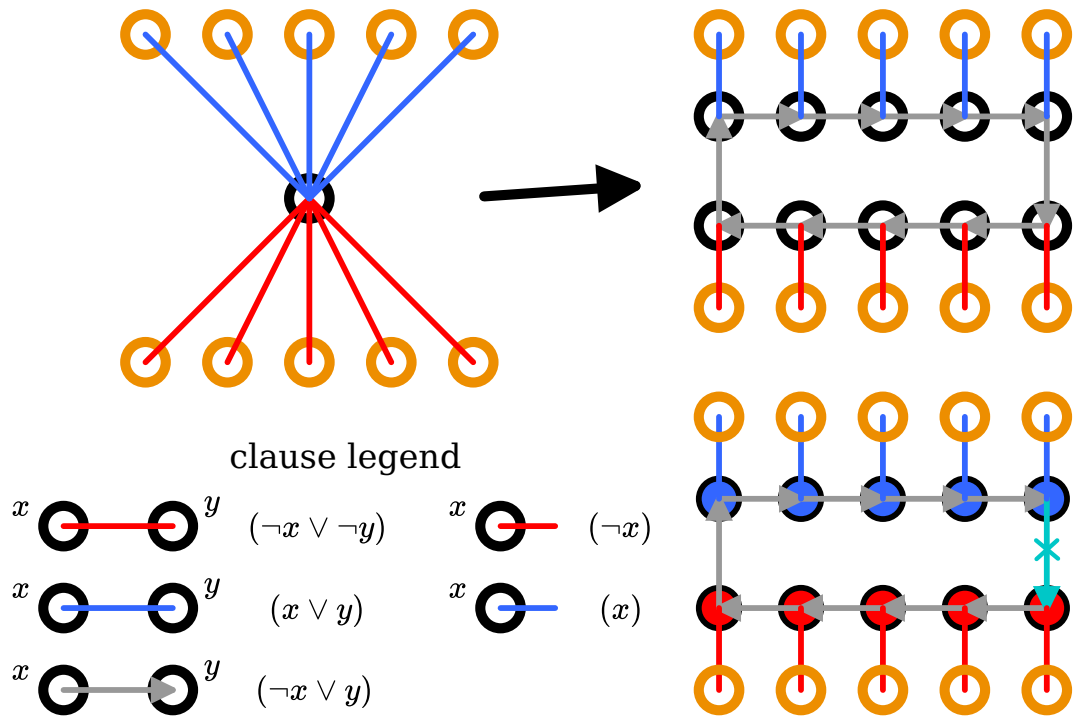 clause legend
x y (¬x ∨ ¬y) x (¬x)
x y (x ∨ y) x (x)
x y (¬x ∨ y)